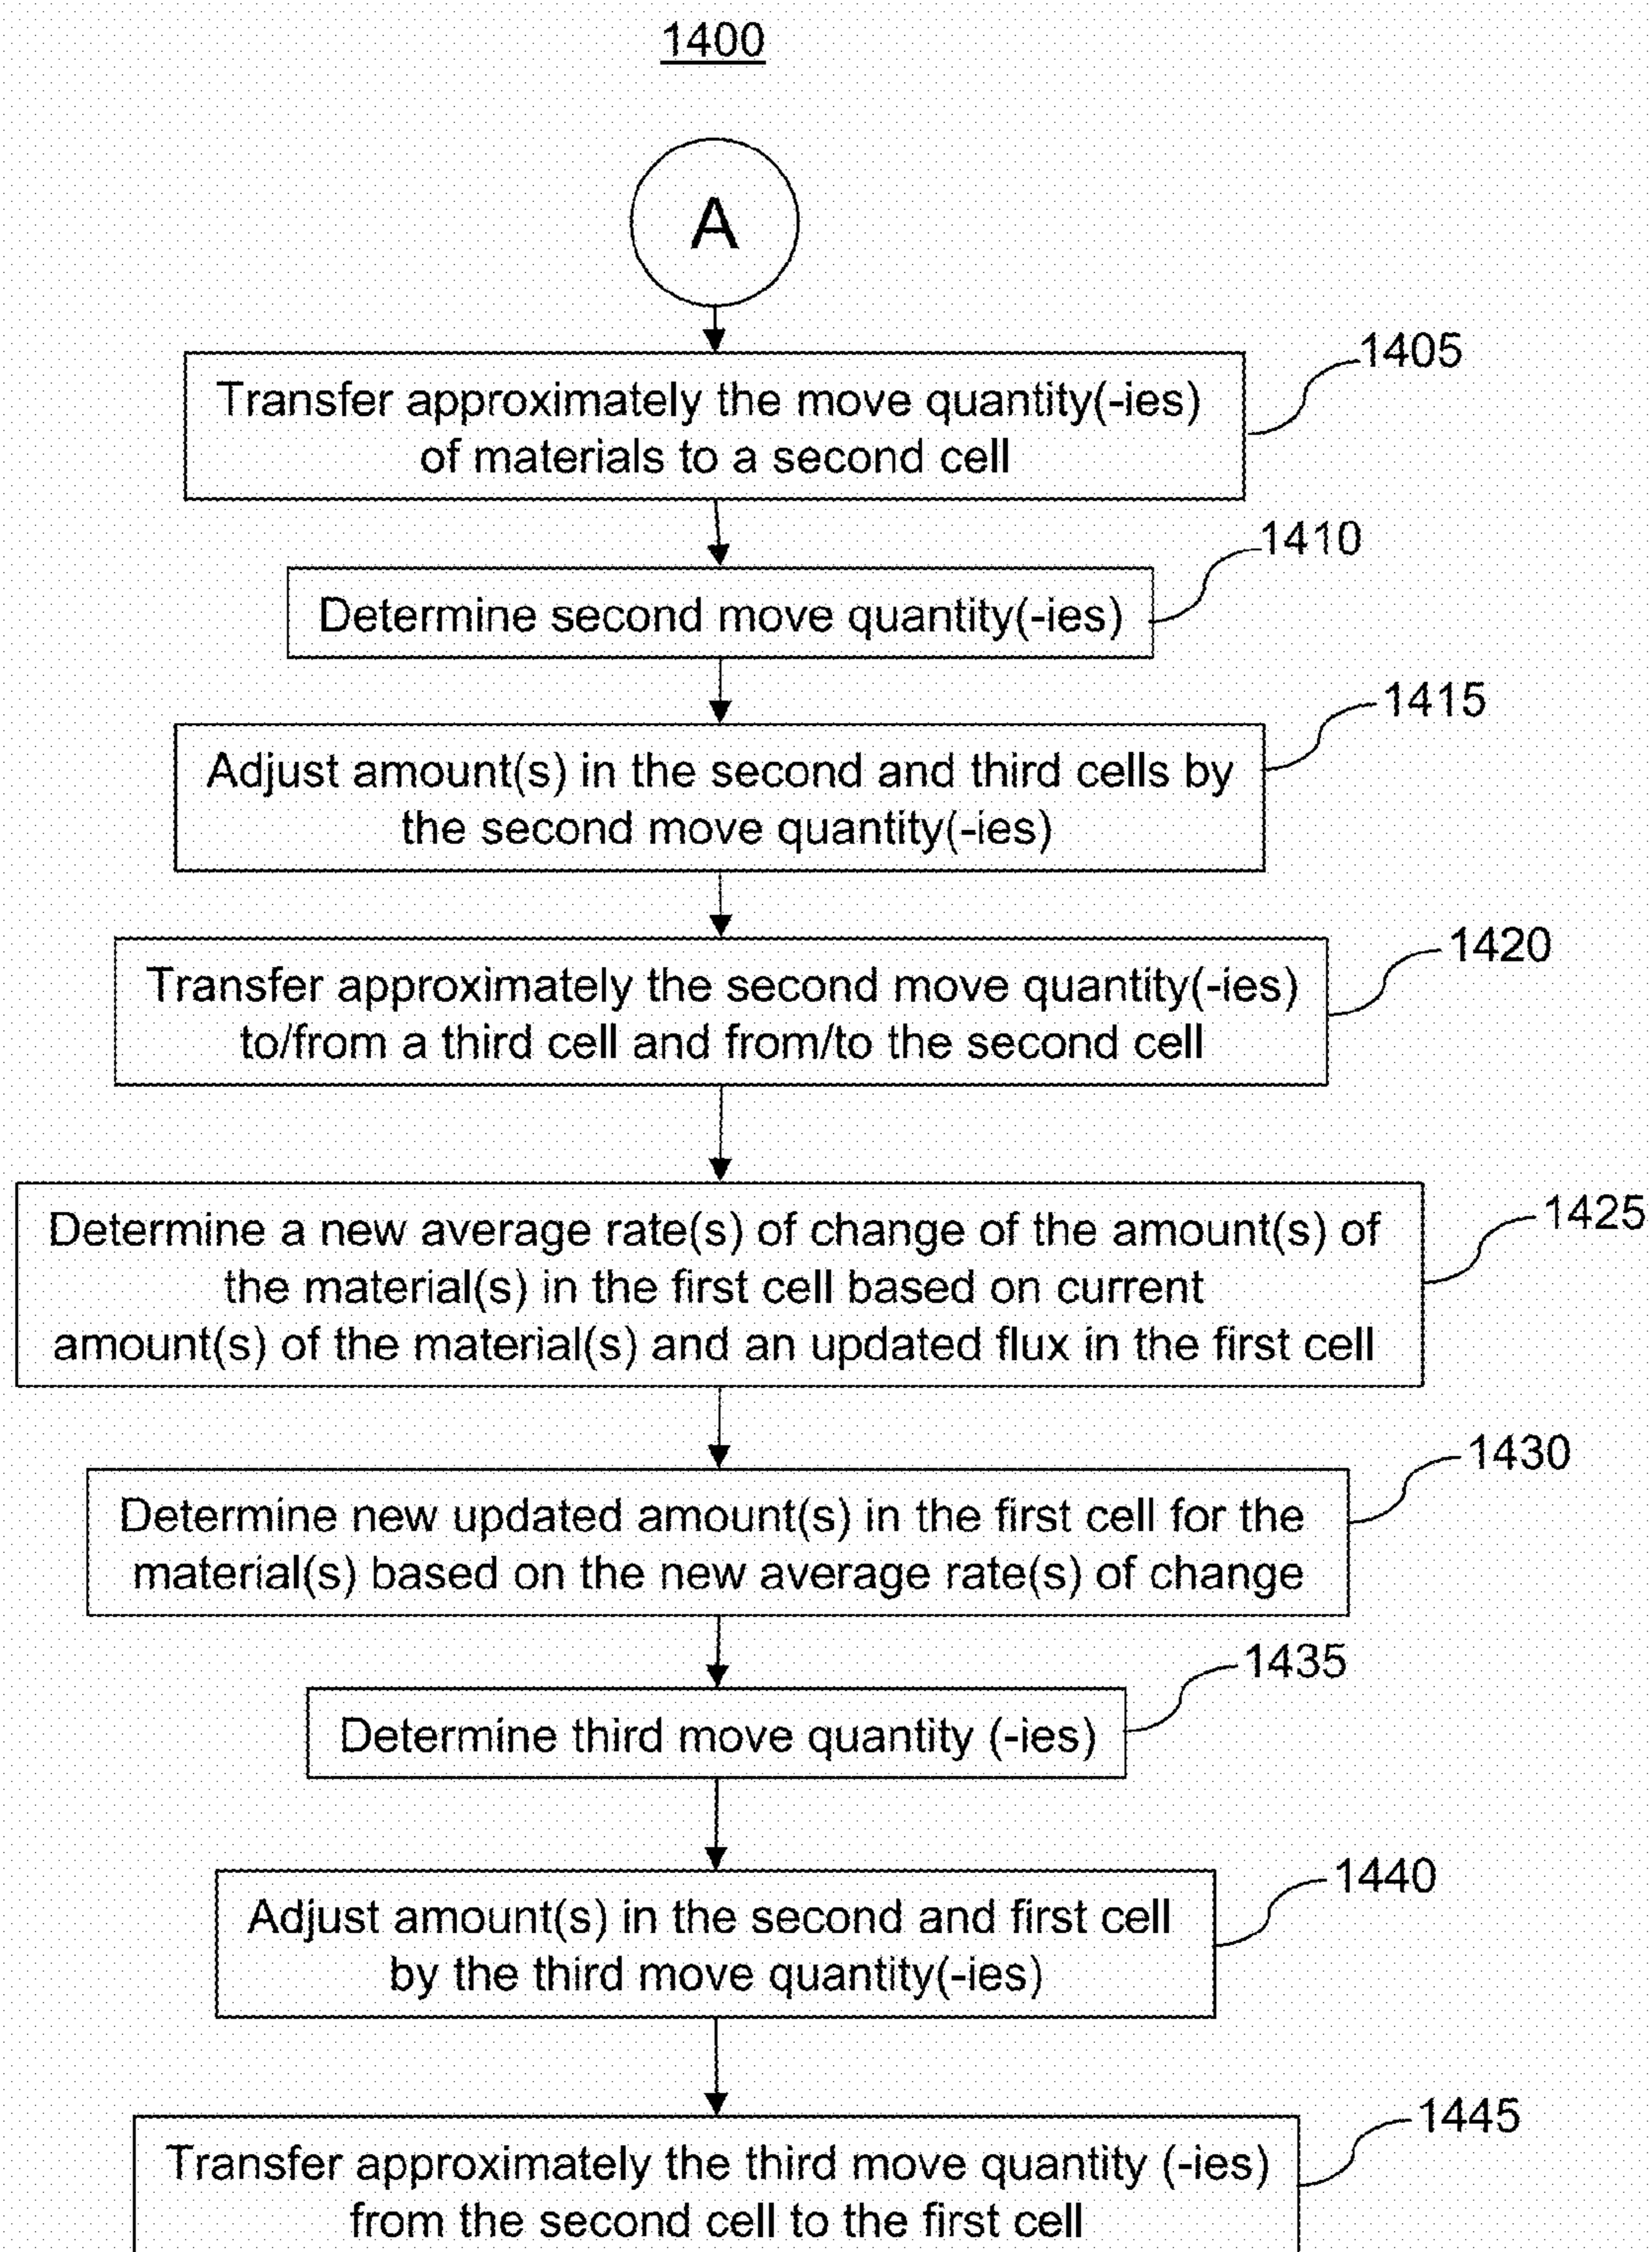 1400
A
1405
Transfer approximately the move quantity(-ies)
of materials to a second cell
1410
Determine second move quantity(-ies)
1415
Adjust amount(s) in the second and third cells by
the second move quantity(-ies)
1420
Transfer approximately the second move quantity(-ies)
to/from a third cell and from/to the second cell
1425
Determine a new average rate(s) of change of the amount(s) of
the material(s) in the first cell based on current
amount(s) of the material(s) and an updated flux in the first cell
1430
Determine new updated amount(s) in the first cell for the
material(s) based on the new average rate(s) of change
1435
Determine third move quantity (-ies)
1440
Adjust amount(s) in the second and first cell
by the third move quantity(-ies)
1445
Transfer approximately the third move quantity (-ies)
from the second cell to the first cell